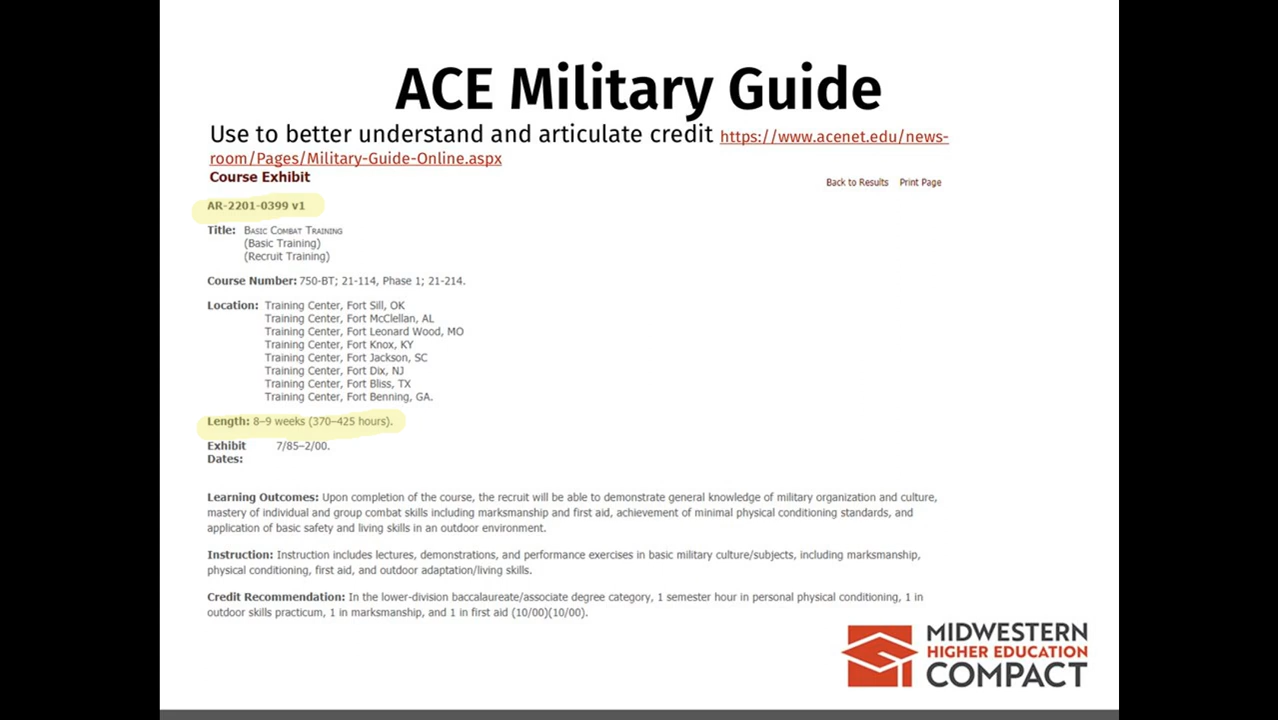 ACE Military Guide
Use to better understand and articulate credit https://www.acenet.edu/news-
room/Pages/Military-Guide-Online.aspx
Course Exhibit
Back to Results Print Page
AR-2201-0399 v1
Title: Basic Combat Training
(Basic Training)
(Recruit Training)
Course Number: 750-BT; 21-114, Phase 1; 21-214.
Location: Training Center, Fort Sill, OK
Training Center, Fort McClellan, AL
Training Center, Fort Leonard Wood, MO
Training Center, Fort Knox, KY
Training Center, Fort Jackson, SC
Training Center, Fort Dix, NJ
Training Center, Fort Bliss, TX
Training Center, Fort Benning, GA.
Length: 8–9 weeks (370–425 hours).
Exhibit 7/85–2/00.
Dates:
Learning Outcomes: Upon completion of the course, the recruit will be able to demonstrate general knowledge of military organization and culture,
mastery of individual and group combat skills including marksmanship and first aid, achievement of minimal physical conditioning standards, and
application of basic safety and living skills in an outdoor environment.
Instruction: Instruction includes lectures, demonstrations, and performance exercises in basic military culture/subjects, including marksmanship,
physical conditioning, first aid, and outdoor adaptation/living skills.
Credit Recommendation: In the lower-division baccalaureate/associate degree category, 1 semester hour in personal physical conditioning, 1 in
outdoor skills practicum, 1 in marksmanship, and 1 in first aid (10/00)(10/00).
MIDWESTERN
HIGHER EDUCATION
COMPACT